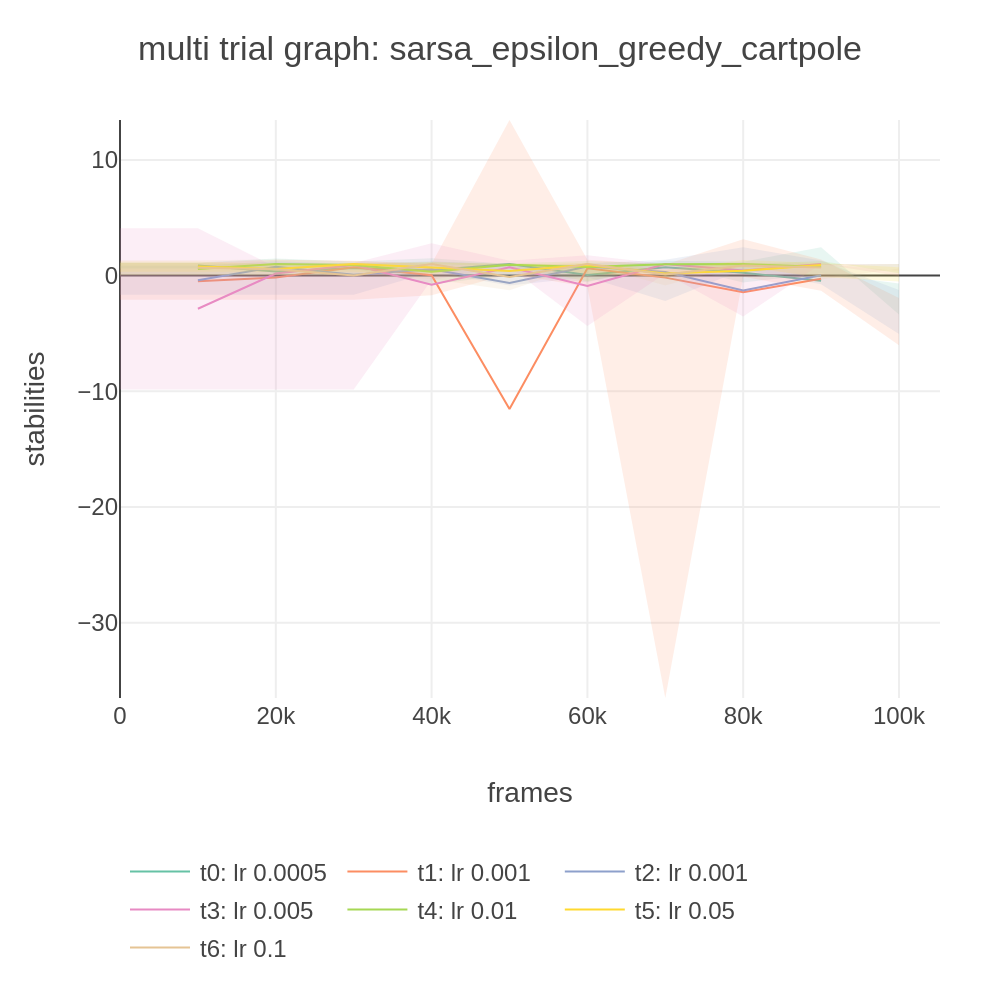 multi trial graph: sarsa_epsilon_greedy_cartpole
10
0
−10
−20
−30
stabilities
0 20k 40k 60k 80k 100k
frames
t0: lr 0.0005 t1: lr 0.001 t2: lr 0.001
t3: lr 0.005 t4: lr 0.01 t5: lr 0.05
t6: lr 0.1